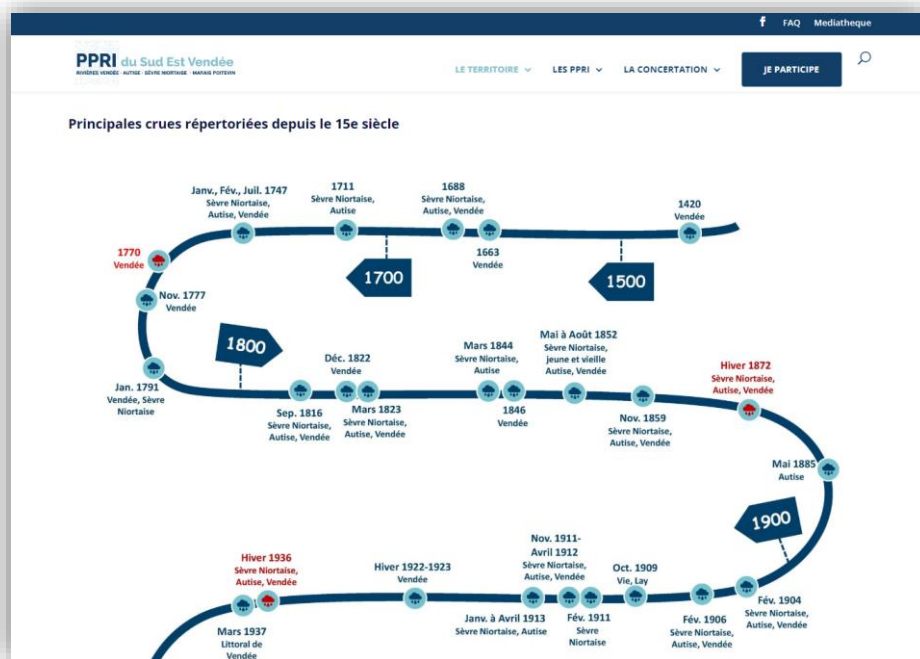 FAQ Mediatheque
PPRI du Sud Est Vendée
RIVIÈRES VENDÉE - AUTISE - SÈVRE NIORTAISE - MARAIS POITEVIN
LE TERRITOIRE LES PPRI LA CONCERTATION JE PARTICIPE
Principales crues répertoriées depuis le 15e siècle
1420
Vendée
1500
1663
Vendée
1688
Sèvre Niortaise,
Autise, Vendée
1700
1711
Sèvre Niortaise,
Autise
Janv., Fév., Juil. 1747
Sèvre Niortaise,
Autise, Vendée
1770
Vendée
Nov. 1777
Vendée
Jan. 1791
Vendée, Sèvre
Niortaise
1800
Sep. 1816
Sèvre Niortaise,
Autise, Vendée
Déc. 1822
Vendée
Mars 1823
Sèvre Niortaise,
Autise, Vendée
Mars 1844
Sèvre Niortaise,
Autise
1846
Vendée
Mai à Août 1852
Sèvre Niortaise,
jeune et vieille
Autise, Vendée
Nov. 1859
Sèvre Niortaise,
Autise, Vendée
Hiver 1872
Sèvre Niortaise,
Autise, Vendée
Mai 1885
Autise
1900
Fév. 1904
Sèvre Niortaise,
Autise, Vendée
Fév. 1906
Sèvre Niortaise,
Autise, Vendée
Oct. 1909
Vie, Lay
Fév. 1911
Sèvre
Niortaise
Nov. 1911-
Avril 1912
Sèvre Niortaise,
Autise, Vendée
Janv. à Avril 1913
Sèvre Niortaise, Autise
Hiver 1922-1923
Vendée
Hiver 1936
Sèvre Niortaise,
Autise, Vendée
Mars 1937
Littoral de
Vendée